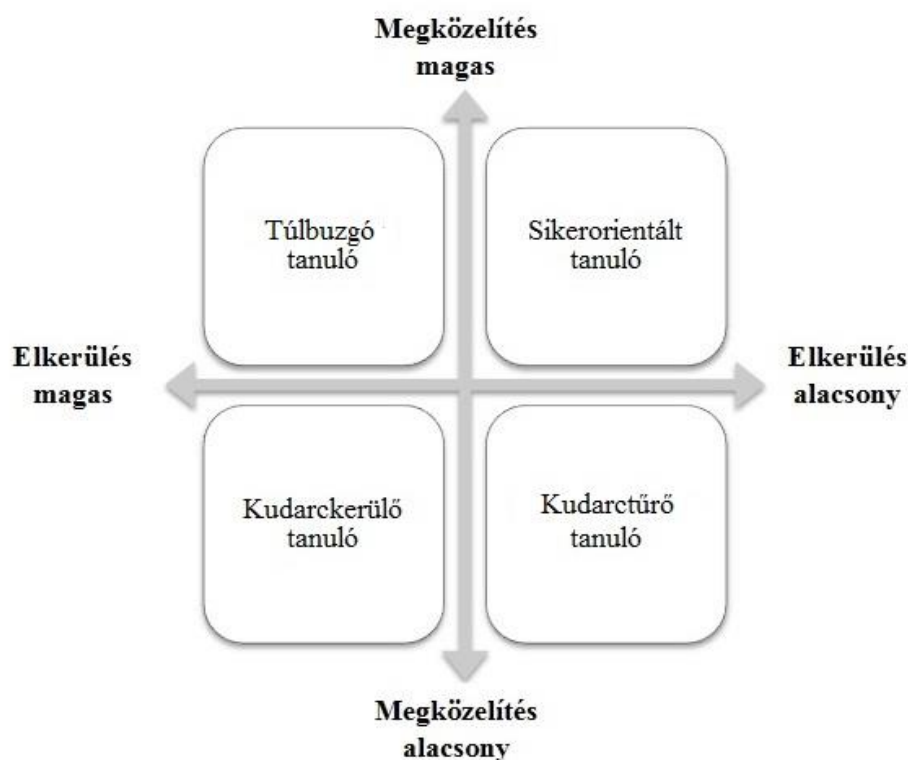 Megközelítés
magas
Túlbuzgó
tanuló
Sikerorientált
tanuló
Elkerülés
magas
Elkerülés
alacsony
Kudarckerülő
tanuló
Kudarctűrő
tanuló
Megközelítés
alacsony